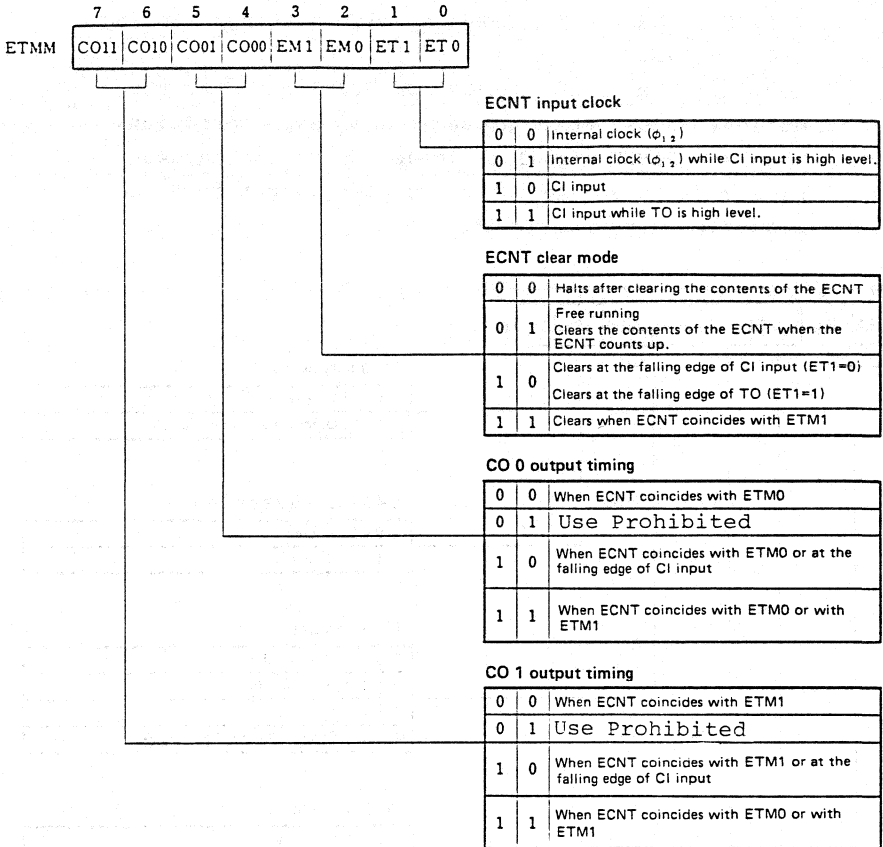 7 6 5 4 3 2 1 0
ETMM CO11 CO10 CO01 CO00 EM1 EM0 ET1 ET0
ECNT input clock
0 0 Internal clock (ϕ12)
0 1 Internal clock (ϕ12) while CI input is high level.
1 0 CI input
1 1 CI input while TO is high level.
ECNT clear mode
0 0 Halts after clearing the contents of the ECNT
0 1 Free running
Clears the contents of the ECNT when the
ECNT counts up.
1 0 Clears at the falling edge of CI input (ET1=0)
Clears at the falling edge of TO (ET1=1)
1 1 Clears when ECNT coincides with ETM1
CO 0 output timing
0 0 When ECNT coincides with ETM0
0 1 Use Prohibited
1 0 When ECNT coincides with ETM0 or at the
falling edge of CI input
1 1 When ECNT coincides with ETM0 or with
ETM1
CO 1 output timing
0 0 When ECNT coincides with ETM1
0 1 Use Prohibited
1 0 When ECNT coincides with ETM1 or at the
falling edge of CI input
1 1 When ECNT coincides with ETM0 or with
ETM1